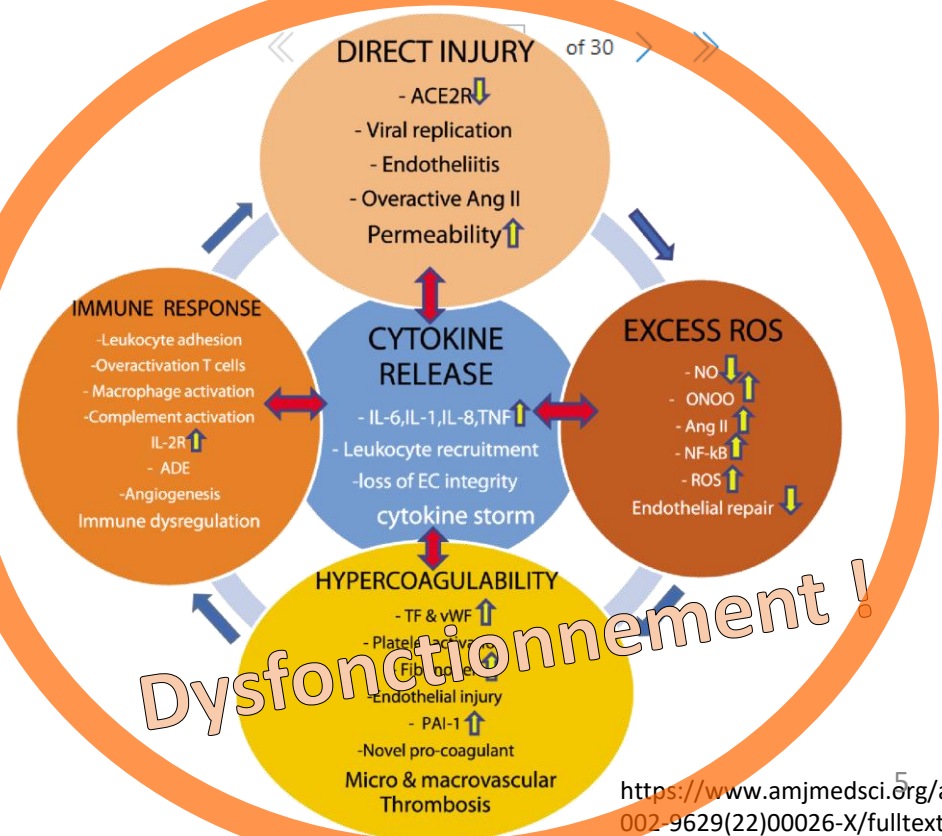 of 30
DIRECT INJURY
- ACE2R
- Viral replication
- Endotheliitis
- Overactive Ang II
Permeability
IMMUNE RESPONSE
-Leukocyte adhesion
-Overactivation T cells
- Macrophage activation
-Complement activation
IL-2R
- ADE
-Angiogenesis
Immune dysregulation
CYTOKINE
RELEASE
- IL-6,IL-1,IL-8,TNF
- Leukocyte recruitment
-loss of EC integrity
cytokine storm
EXCESS ROS
- NO
- ONOO
- Ang II
- NF-kB
- ROS
Endothelial repair
HYPERCOAGULABILITY
- TF & vWF
- Platelet
-Endothelial injury
- PAI-1
-Novel pro-coagulant
Micro & macrovascular
Thrombosis
Dysfonctionnement !
5
https://www.amjmedsci.org/a
002-9629(22)00026-X/fulltext